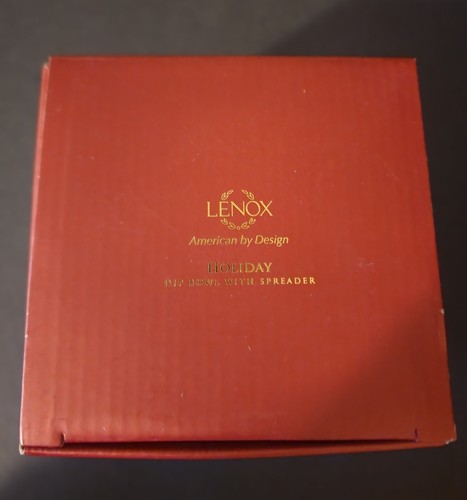 LENOX
American by Design
HOLIDAY
DIP BOWL WITH SPREADER